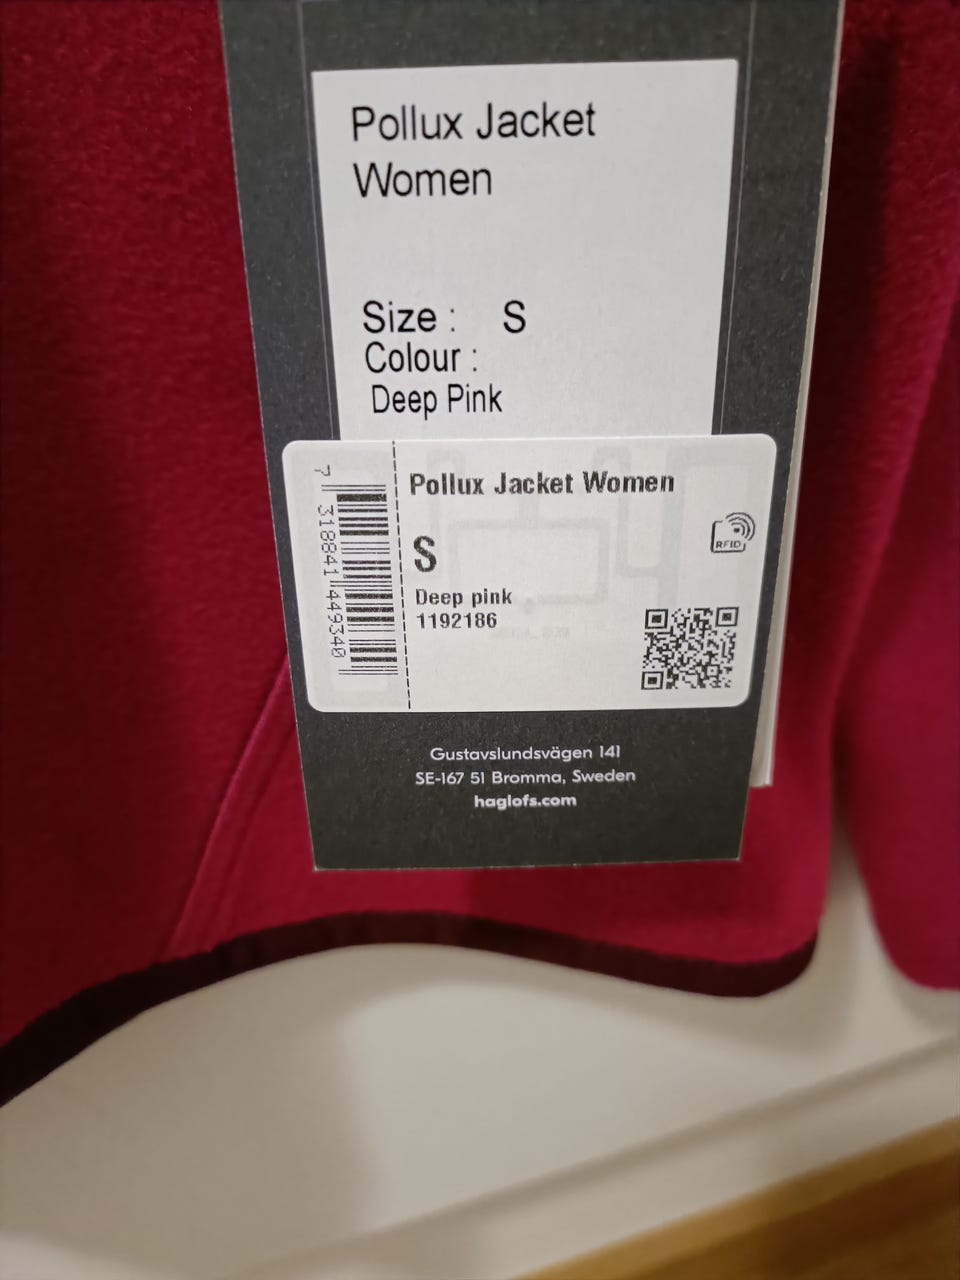 Pollux Jacket
Women
Size : S
Colour :
Deep Pink
7 318841 449340
Pollux Jacket Women
S
RFID
Deep pink
1192186
Gustavslundsvägen 141
SE-167 51 Bromma, Sweden
haglofs.com